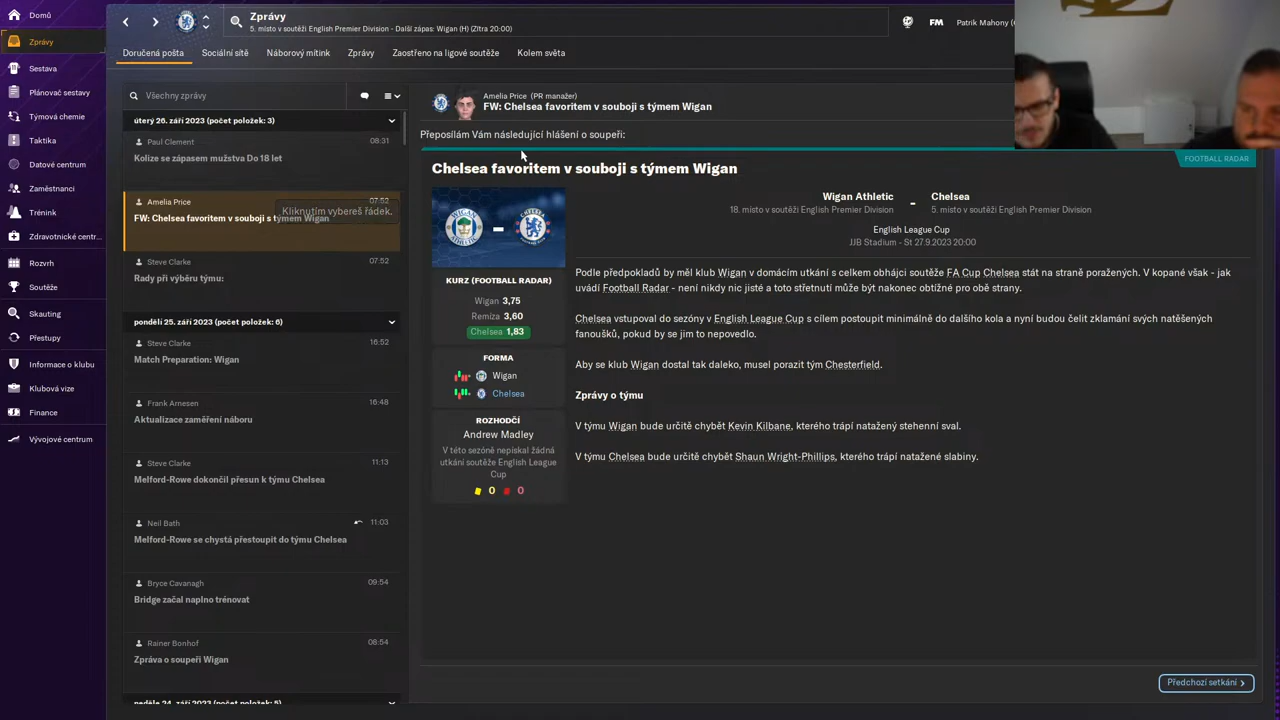 Domů
Zprávy
Sestava
Plánovač sestavy
Týmová chemie
Taktika
Datové centrum
Zaměstnanci
Trénink
Zdravotnické centr...
Rozvrh
Soutěže
Skauting
Přestupy
Informace o klubu
Klubová vize
Finance
Vývojové centrum
Zprávy
5. místo v soutěži English Premier Division - Další zápas: Wigan (H) (Zítra 20:00)
FM
Patrik Mahony (
Doručená pošta
Sociální sítě
Náborový mítink
Zprávy
Zaostřeno na ligové soutěže
Kolem světa
Všechny zprávy
úterý 26. září 2023 (počet položek: 3)
Paul Clement 08:31
Kolize se zápasem mužstva Do 18 let
Amelia Price 07:52
FW: Chelsea favoritem v souboji s týmem Wigan
Kliknutím vybereš řádek.
Steve Clarke 07:52
Rady při výběru týmu:
pondělí 25. září 2023 (počet položek: 6)
Steve Clarke 16:52
Match Preparation: Wigan
Frank Arnesen 16:48
Aktualizace zaměření náboru
Steve Clarke 11:13
Melford-Rowe dokončil přesun k týmu Chelsea
Neil Bath 11:03
Melford-Rowe se chystá přestoupit do týmu Chelsea
Bryce Cavanagh 09:54
Bridge začal naplno trénovat
Rainer Bonhof 08:54
Zpráva o soupeři Wigan
neděle 24. září 2023 (počet položek: 5)
Amelia Price (PR manažer)
FW: Chelsea favoritem v souboji s týmem Wigan
Přeposílám Vám následující hlášení o soupeři:
FOOTBALL RADAR
Chelsea favoritem v souboji s týmem Wigan
KURZ (FOOTBALL RADAR)
Wigan 3,75
Remíza 3,60
Chelsea 1,83
FORMA
Wigan
Chelsea
ROZHODČÍ
Andrew Madley
V této sezóně nepískal žádná
utkání soutěže English League
Cup
0 0
Wigan Athletic - Chelsea
18. místo v soutěži English Premier Division 5. místo v soutěži English Premier Division
English League Cup
JJB Stadium - St 27.9.2023 20:00
Podle předpokladů by měl klub Wigan v domácím utkání s celkem obhájci soutěže FA Cup Chelsea stát na straně poražených. V kopané však - jak
uvádí Football Radar - není nikdy nic jisté a toto střetnutí může být nakonec obtížné pro obě strany.
Chelsea vstupoval do sezóny v English League Cup s cílem postoupit minimálně do dalšího kola a nyní budou čelit zklamání svých natěšených
fanoušků, pokud by se jim to nepovedlo.
Aby se klub Wigan dostal tak daleko, musel porazit tým Chesterfield.
Zprávy o týmu
V týmu Wigan bude určitě chybět Kevin Kilbane, kterého trápí natažený stehenní sval.
V týmu Chelsea bude určitě chybět Shaun Wright-Phillips, kterého trápí natažené slabiny.
Předchozí setkání